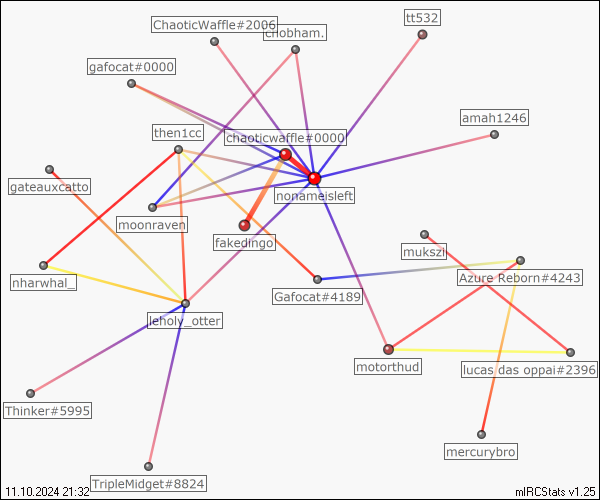 ChaoticWaffle#2006
tt532
chobham.
gafocat#0000
amah1246
then1cc
chaoticwaffle#0000
gateauxcatto
nonameisleft
moonraven
fakedingo
mukszi
Azure Reborn#4243
nharwhal_
Gafocat#4189
leholy_otter
motorthud
lucas das oppai#2396
Thinker#5995
mercurybro
TripleMidget#8824
11.10.2024 21:32
mIRCStats v1.25